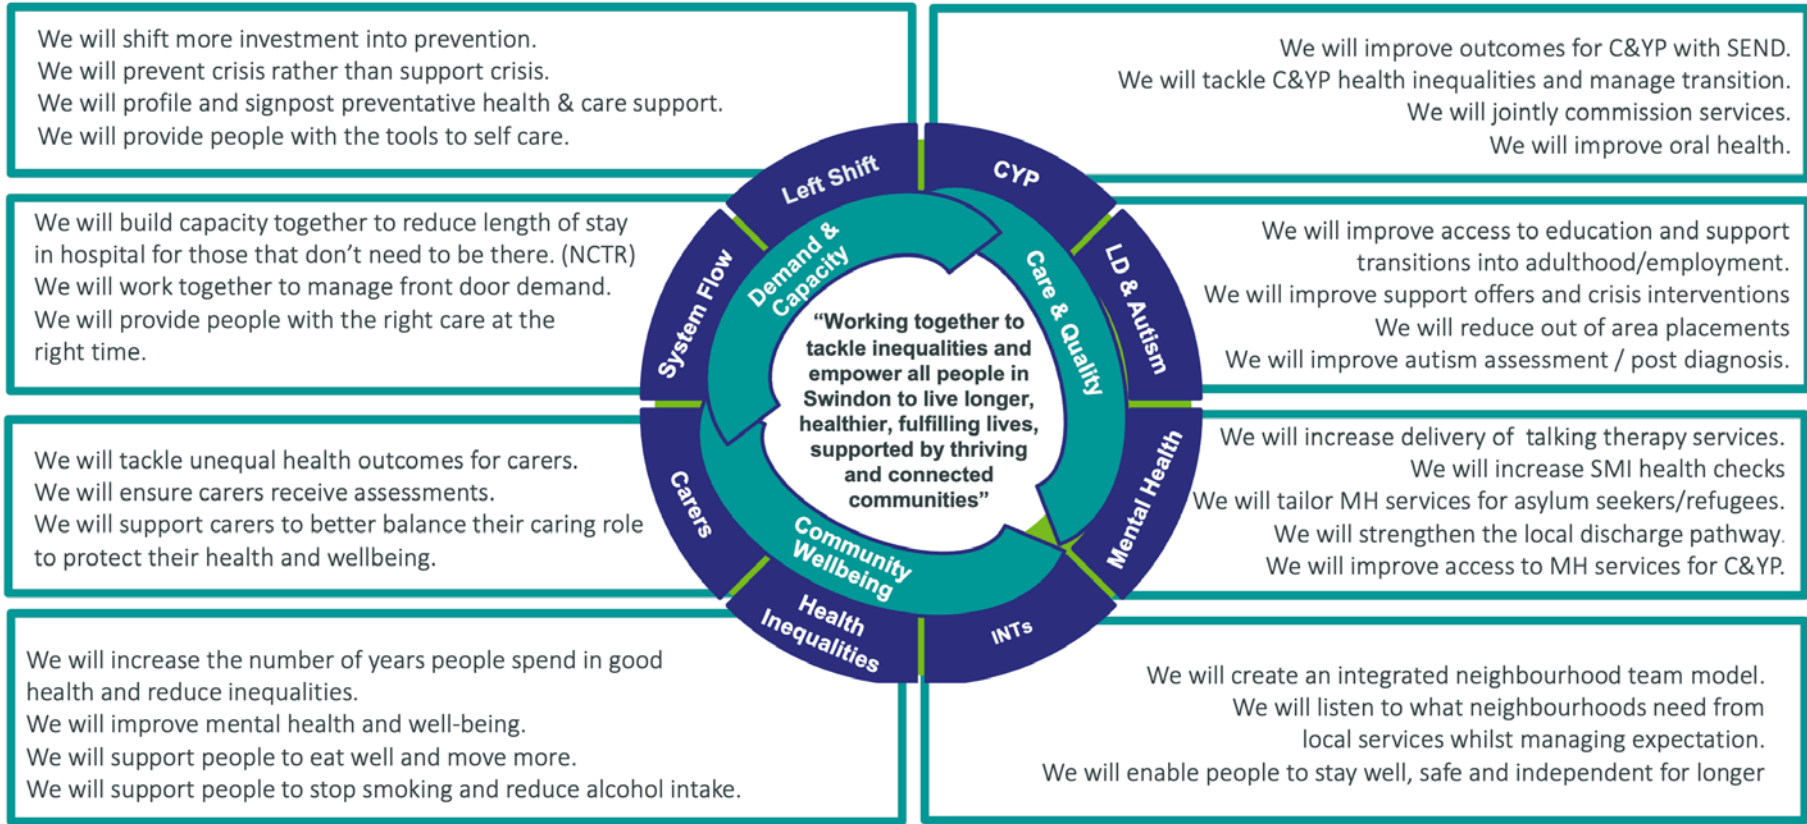 We will shift more investment into prevention.
We will prevent crisis rather than support crisis.
We will profile and signpost preventative health & care support.
We will provide people with the tools to self care.
We will improve outcomes for C&YP with SEND.
We will tackle C&YP health inequalities and manage transition.
We will jointly commission services.
We will improve oral health.
We will build capacity together to reduce length of stay
in hospital for those that don’t need to be there. (NCTR)
We will work together to manage front door demand.
We will provide people with the right care at the
right time.
We will improve access to education and support
transitions into adulthood/employment.
We will improve support offers and crisis interventions
We will reduce out of area placements
We will improve autism assessment / post diagnosis.
We will tackle unequal health outcomes for carers.
We will ensure carers receive assessments.
We will support carers to better balance their caring role
to protect their health and wellbeing.
We will increase delivery of  talking therapy services.
We will increase SMI health checks
We will tailor MH services for asylum seekers/refugees.
We will strengthen the local discharge pathway.
We will improve access to MH services for C&YP.
We will increase the number of years people spend in good
health and reduce inequalities.
We will improve mental health and well-being.
We will support people to eat well and move more.
We will support people to stop smoking and reduce alcohol intake.
We will create an integrated neighbourhood team model.
We will listen to what neighbourhoods need from
local services whilst managing expectation.
We will enable people to stay well, safe and independent for longer
Left Shift
CYP
LD & Autism
Mental Health
INTs
Health
Inequalities
Carers
System Flow
Demand &
Capacity
Care & Quality
Community
Wellbeing
“Working together to
tackle inequalities and
empower all people in
Swindon to live longer,
healthier, fulfilling lives,
supported by thriving
and connected
communities”